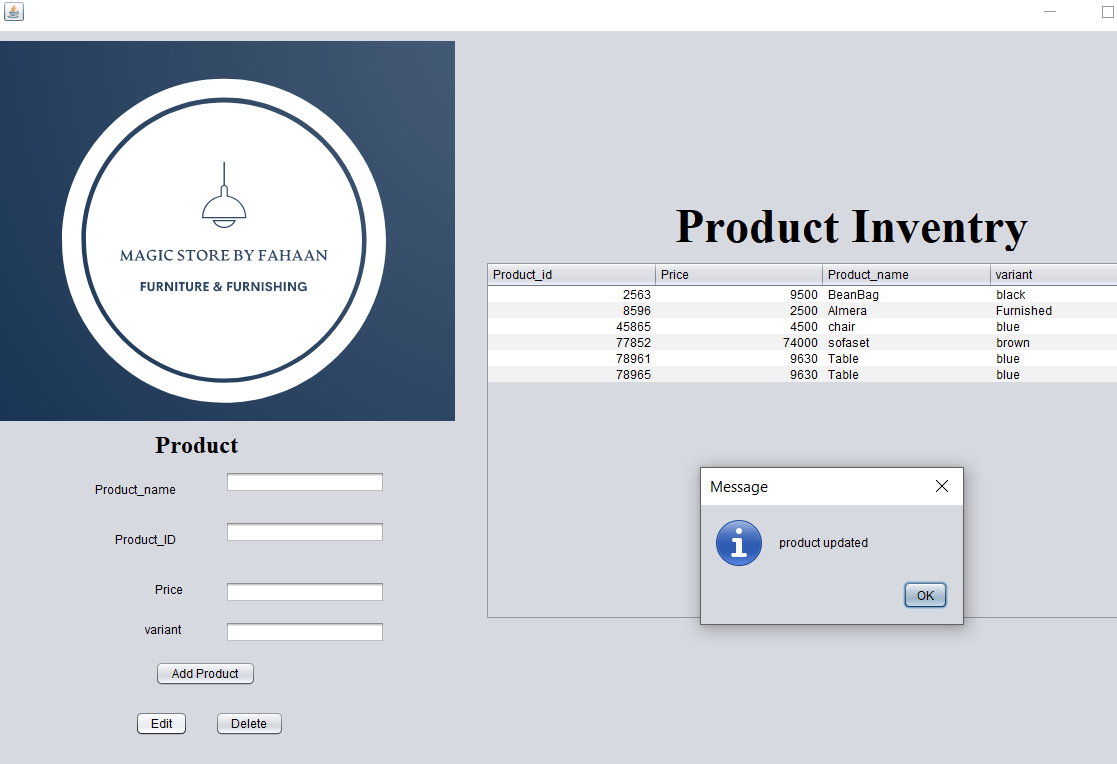 MAGIC STORE BY FAHAAN
FURNITURE & FURNISHING
Product
Product_name
Product_ID
Price
variant
Add Product
Edit Delete
Product Inventry
Product_id Price Product_name variant
2563 9500 BeanBag black
8596 2500 Almera Furnished
45865 4500 chair blue
77852 74000 sofaset brown
78961 9630 Table blue
78965 9630 Table blue
Message
product updated
OK